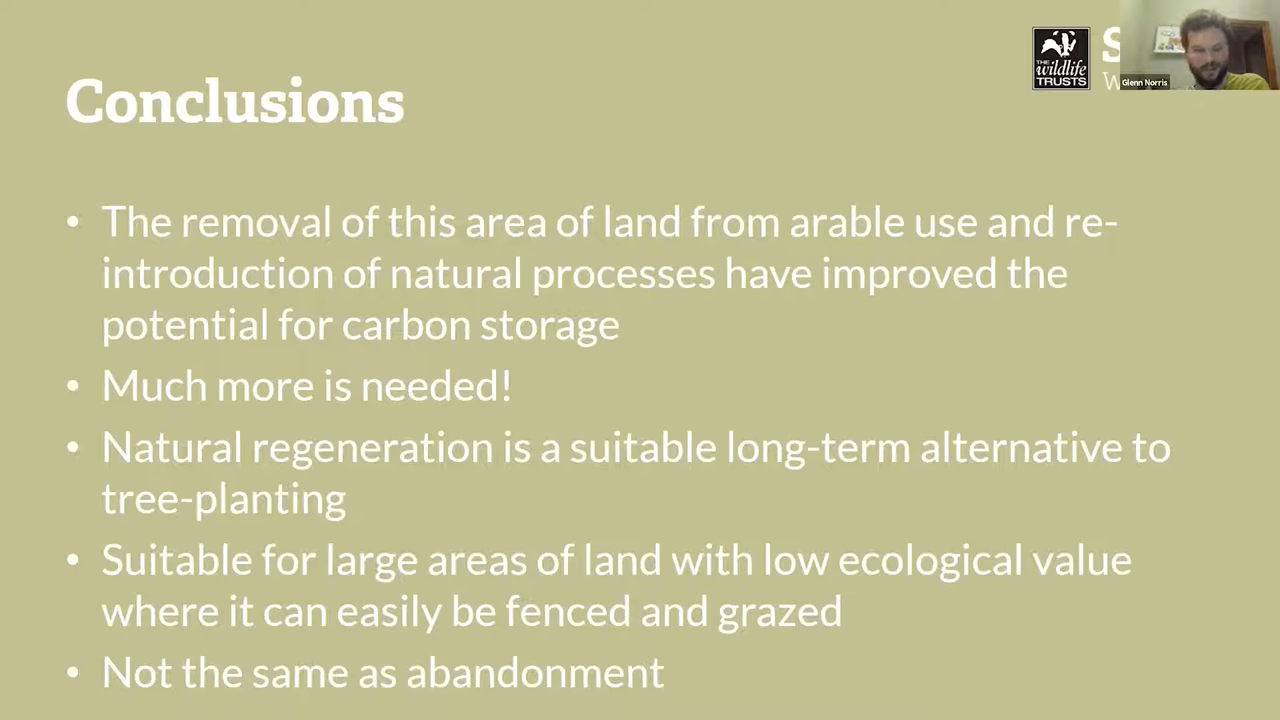 THE
wildlife
TRUSTS
S
W
Glenn Norris
Conclusions
• The removal of this area of land from arable use and re-
introduction of natural processes have improved the
potential for carbon storage
• Much more is needed!
• Natural regeneration is a suitable long-term alternative to
tree-planting
• Suitable for large areas of land with low ecological value
where it can easily be fenced and grazed
• Not the same as abandonment